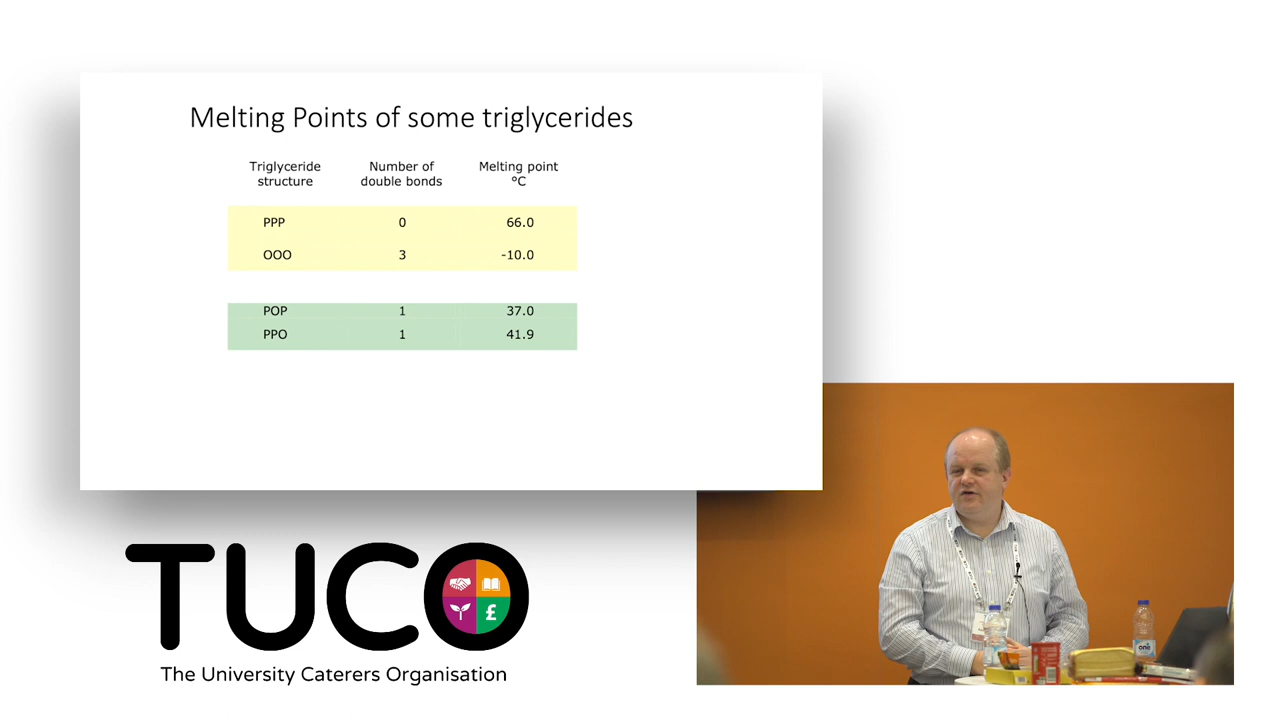 Melting Points of some triglycerides
Triglyceride structure
Number of double bonds
Melting point °C
PPP 0 66.0
OOO 3 -10.0
POP 1 37.0
PPO 1 41.9
TUCO
£
The University Caterers Organisation
one